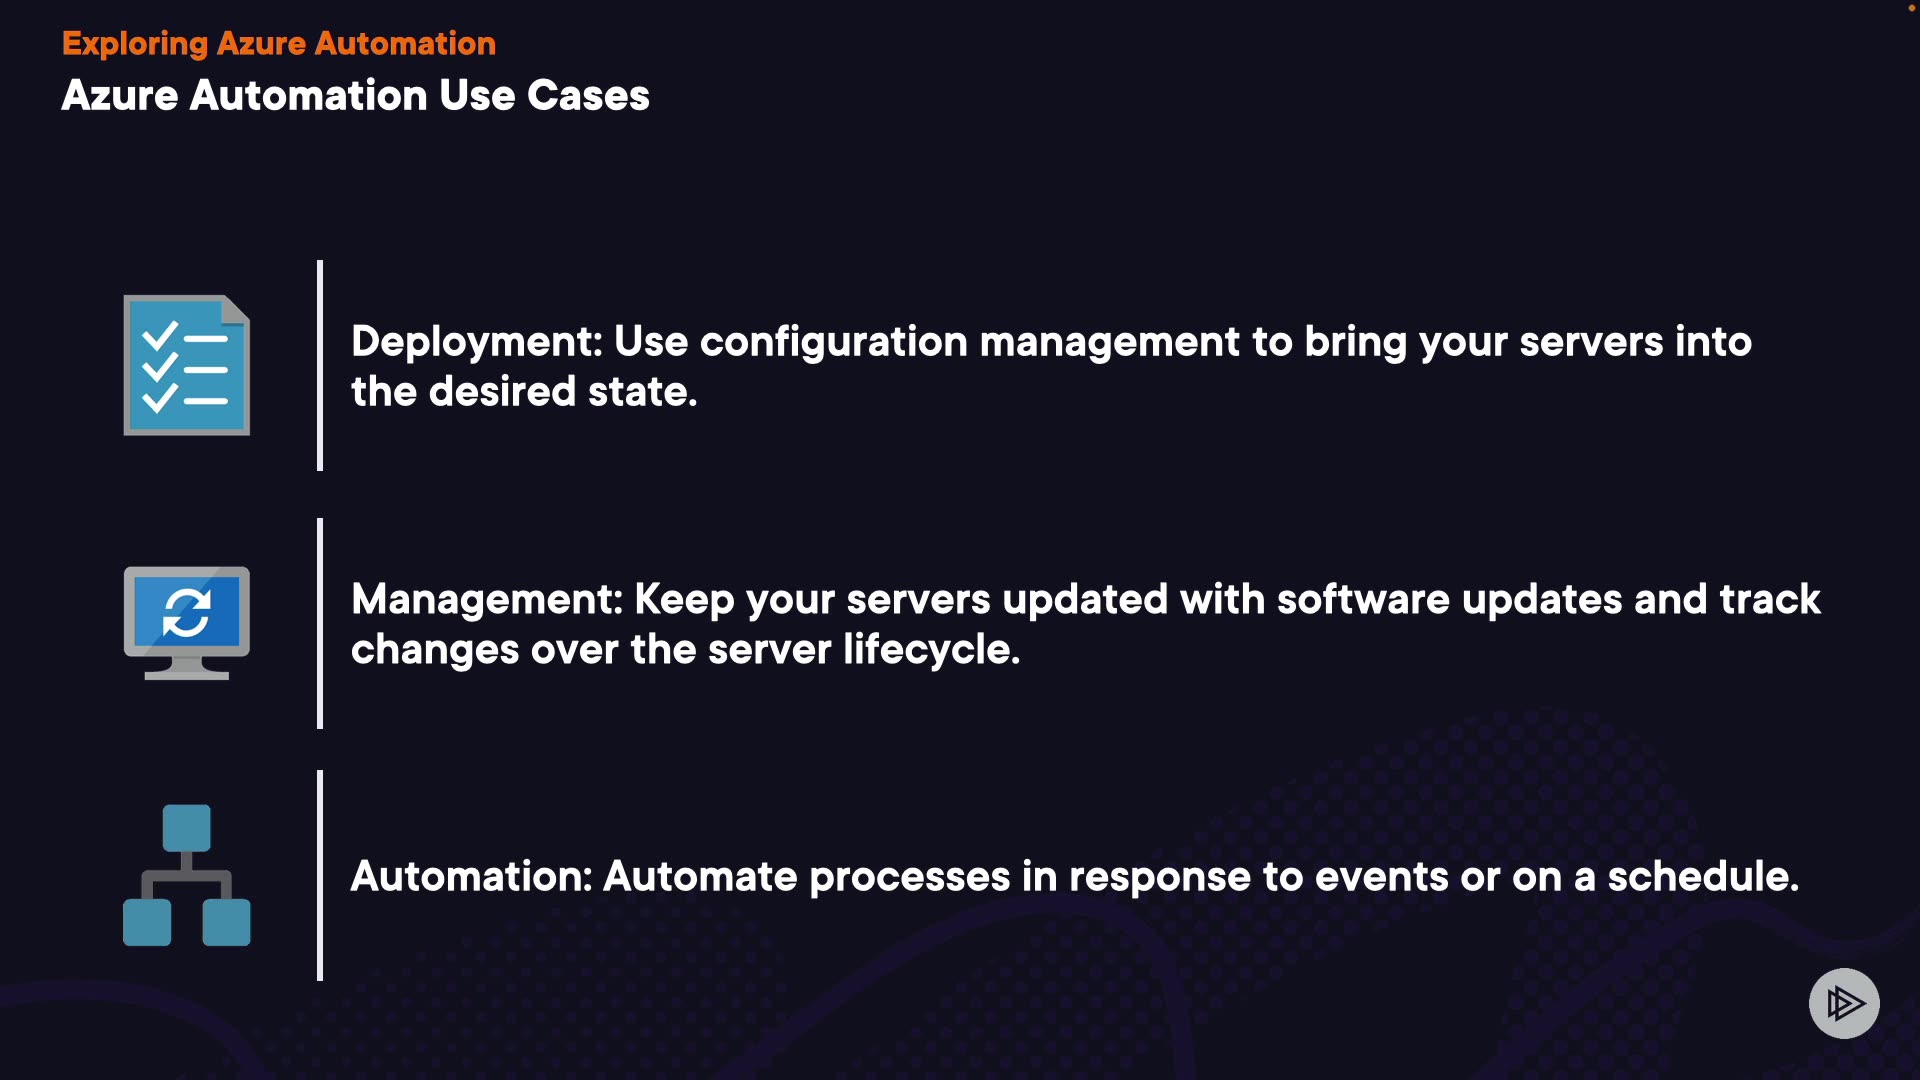 Exploring Azure Automation
Azure Automation Use Cases
Deployment: Use configuration management to bring your servers into
the desired state.
Management: Keep your servers updated with software updates and track
changes over the server lifecycle.
Automation: Automate processes in response to events or on a schedule.